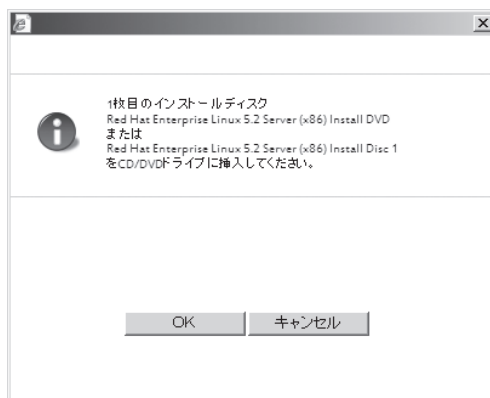 1枚目のインストールディスク
Red Hat Enterprise Linux 5.2 Server (x86) Install DVD
または
Red Hat Enterprise Linux 5.2 Server (x86) Install Disc 1
をCD/DVDドライブに挿入してください。
OK
キャンセル